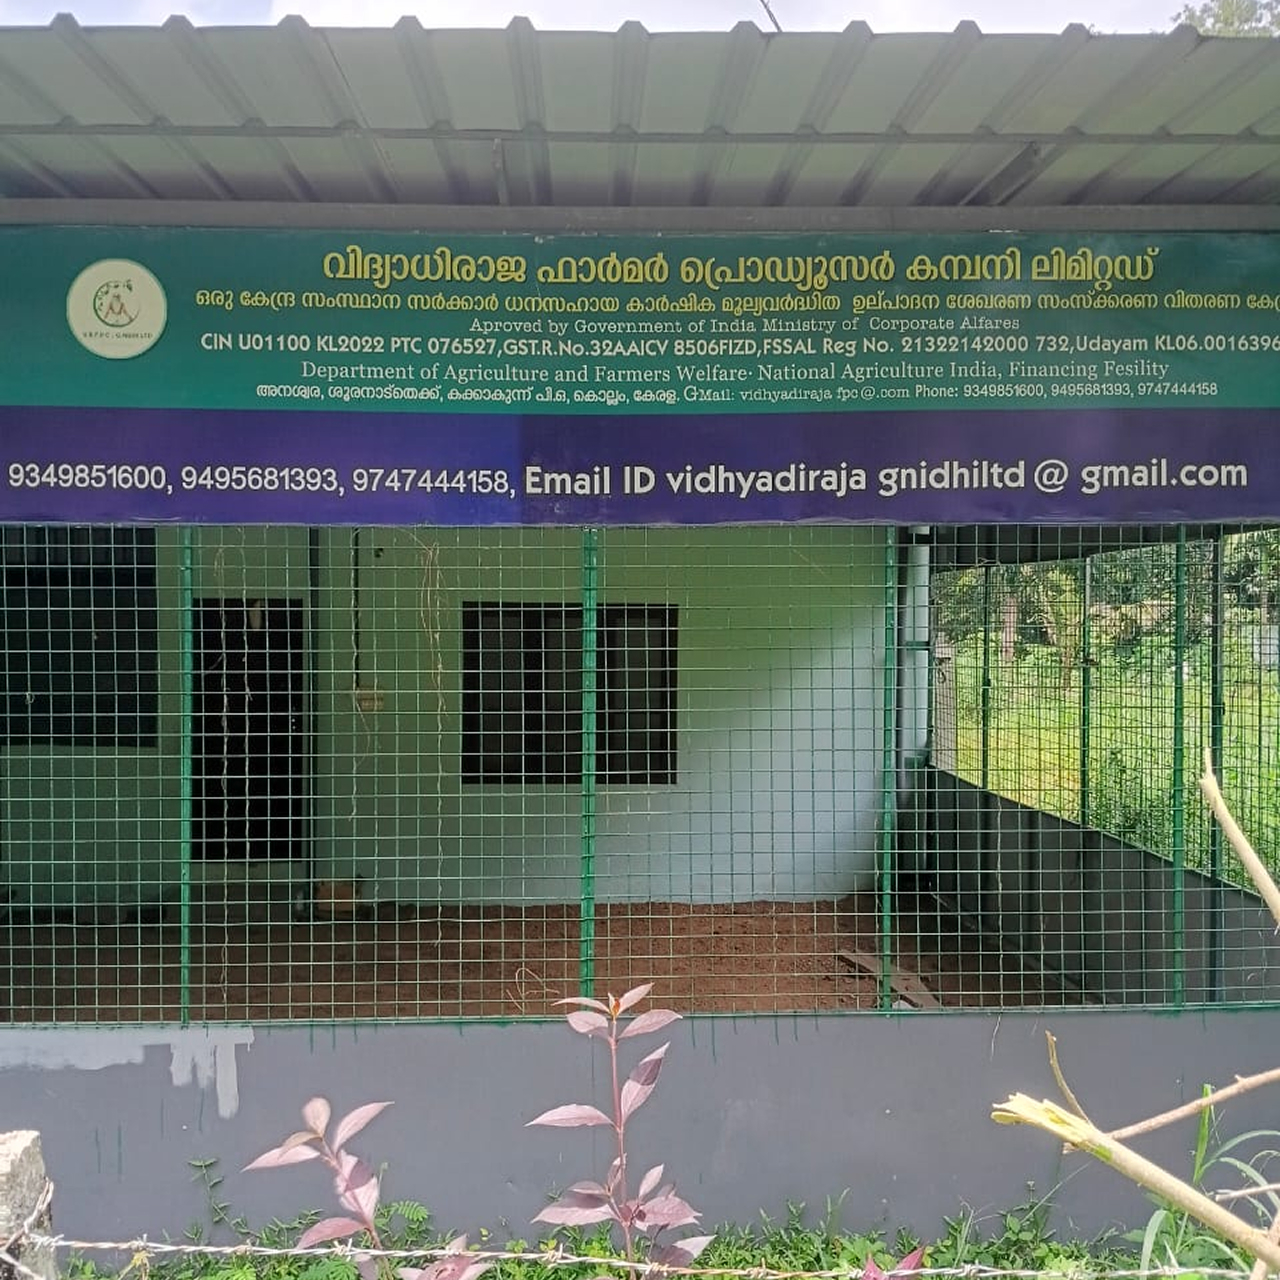 വിദ്യാധിരാജ ഫാർമർ പ്രൊഡ്യൂസർ കമ്പനി ലിമിറ്റഡ്
ഒരു കേന്ദ്ര സംസ്ഥാന സർക്കാർ ധനസഹായ കാർഷിക മൂല്യവർദ്ധിത ഉല്പാദന ശേഖരണ സംസ്ക്കരണ വിതരണ
Aproved by Government of India Ministry of Corporate Alfares
CIN U01100 KL2022 PTC 076527,GST.R.No.32AAICV 8506FIZD,FSSAL Reg No. 21322142000 732,Udayam KL06.0016396
Department of Agriculture and Farmers Welfare· National Agriculture India, Financing Fesility
അനശ്വര, ശൂരനാട്തെക്ക്, കക്കാകുന്ന് പി.ഒ, കൊല്ലം, കേരള. GMail: vidhyadiraja fpc@.com Phone: 9349851600, 9495681393, 9747444158
9349851600, 9495681393, 9747444158, Email ID vidhyadiraja gnidhiltd @ gmail.com